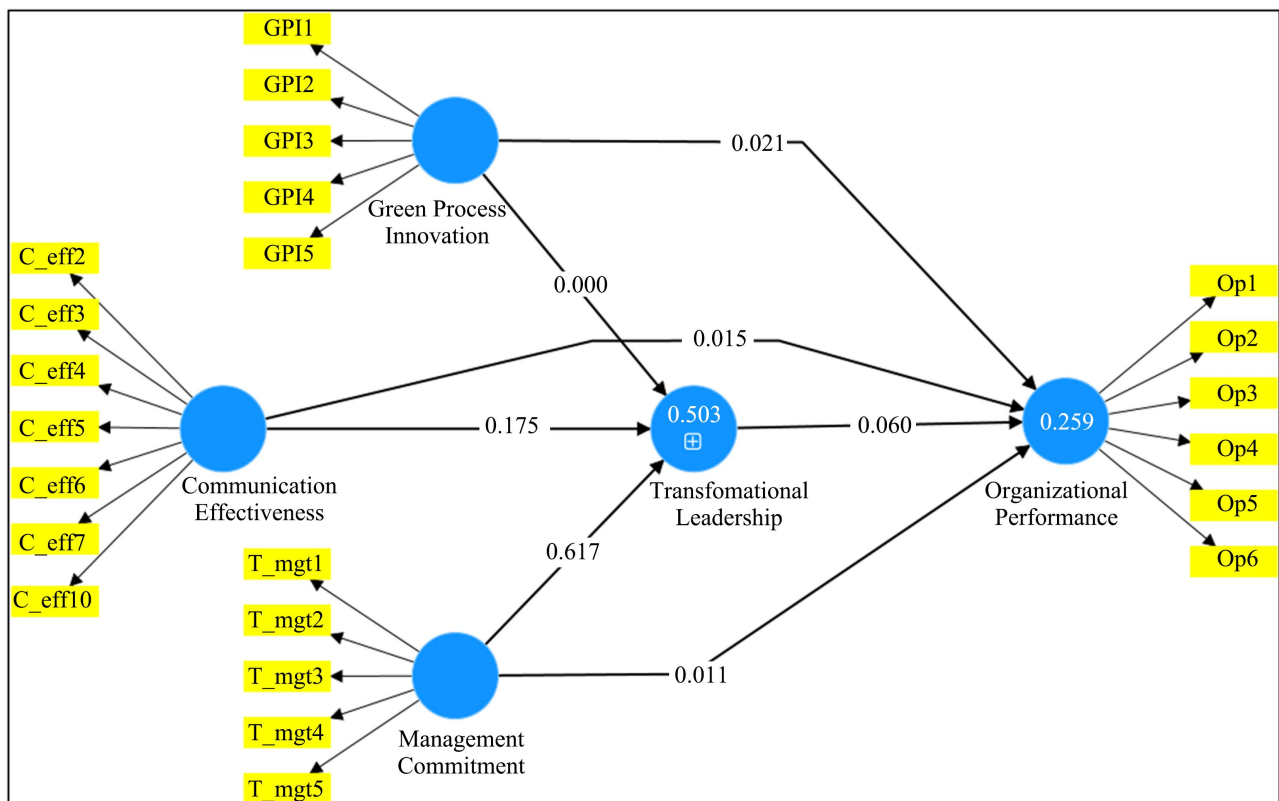 GPI1
GPI2
GPI3
GPI4
GPI5
Green Process
Innovation
0.021
0.000
C_eff2
C_eff3
C_eff4
C_eff5
C_eff6
C_eff7
C_eff10
Communication
Effectiveness
0.015
0.175
0.503
Transfomational
Leadership
0.060
0.259
Organizational
Performance
Op1
Op2
Op3
Op4
Op5
Op6
0.617
T_mgt1
T_mgt2
T_mgt3
T_mgt4
T_mgt5
Management
Commitment
0.011